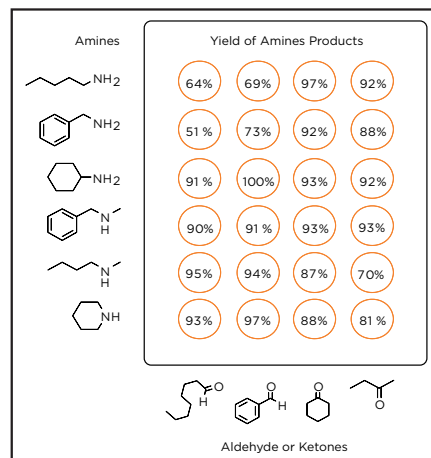 Amines
Yield of Amines Products
NH2
64% 69% 97% 92%
NH2
51 % 73% 92% 88%
NH2
91 % 100% 93% 92%
N
H
90% 91 % 93% 93%
N
H
95% 94% 87% 70%
NH
93% 97% 88% 81 %
O
H
O
H
O
O
Aldehyde or Ketones